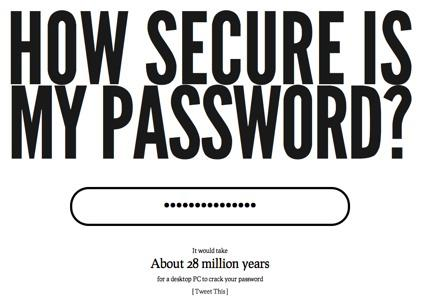 HOW SECURE IS
MY PASSWORD?
•••••••••••••••
It would take
About 28 million years
for a desktop PC to crack your password
[ Tweet This ]